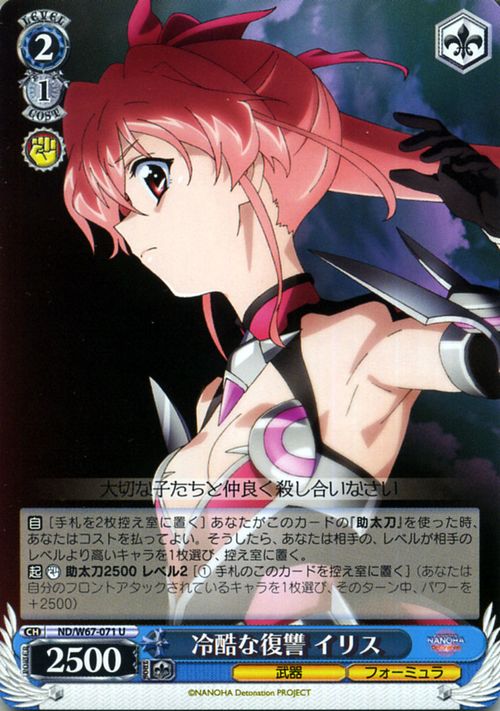 LEVEL
2
1
COST
大切な子たちと仲良く殺し合いなさい
自 [手札を2枚控え室に置く] あなたがこのカードの『助太刀』を使った時、
あなたはコストを払ってよい。そうしたら、あなたは相手の、レベルが相手の
レベルより高いキャラを1枚選び、控え室に置く。
起 助太刀2500 レベル2 [① 手札のこのカードを控え室に置く] (あなたは
自分のフロントアタックされているキャラを1枚選び、そのターン中、パワーを
+2500)
CH ND/W67-071 U
2500
POWER
SOUL
冷酷な復讐 イリス
NANOHA
武器
フォーミュラ
©NANOHA Detonation PROJECT